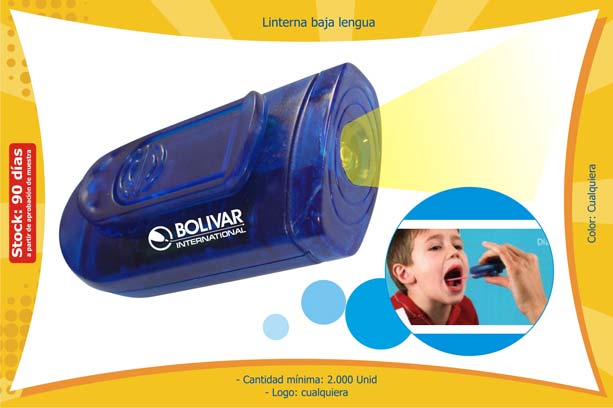 Linterna baja lengua
Stock: 90 días
a partir de aprobación de muestra
BOLIVAR
INTERNATIONAL
Color: Cualquiera
- Cantidad mínima: 2.000 Unid
- Logo: cualquiera